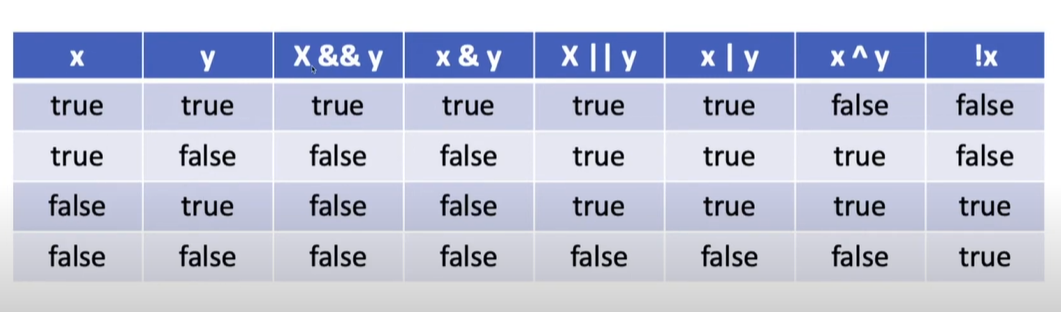 x y X && y x & y X || y x | y x ^ y !x
true true true true true true false false
true false false false true true true false
false true false false true true true true
false false false false false false false true